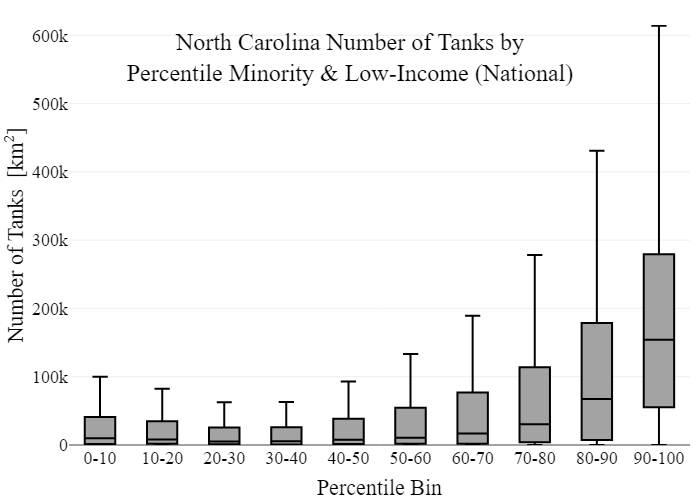 North Carolina Number of Tanks by
Percentile Minority & Low-Income (National)
Number of Tanks [km²]
600k
500k
400k
300k
200k
100k
0
0-10 10-20 20-30 30-40 40-50 50-60 60-70 70-80 80-90 90-100
Percentile Bin